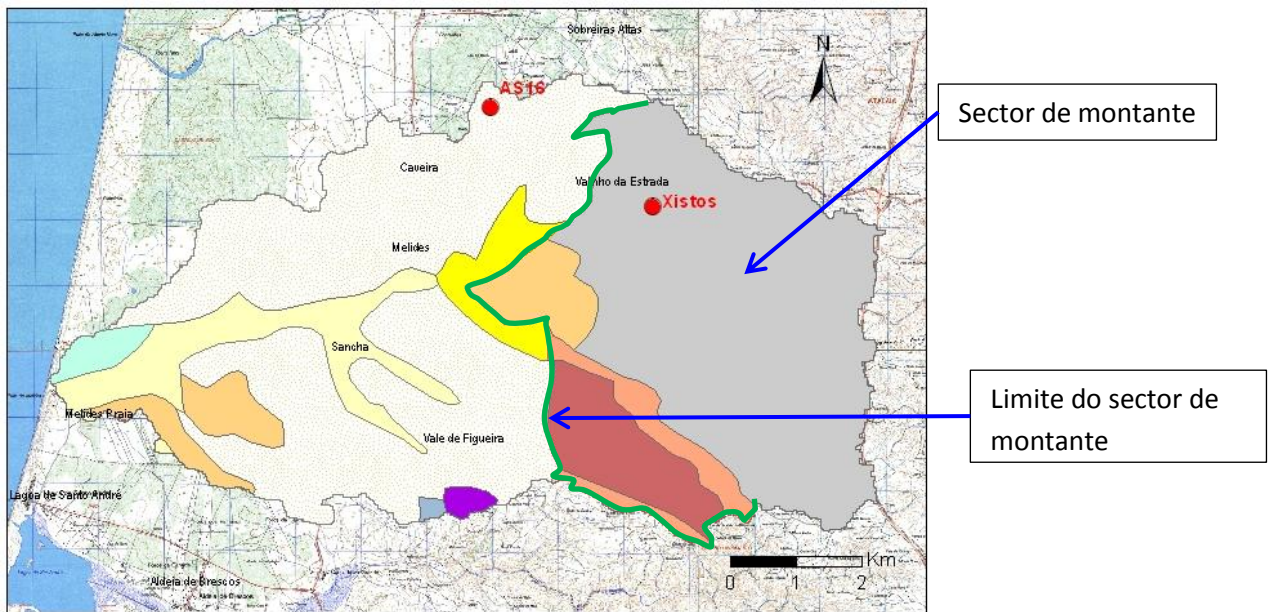 Sobreiras Altas
N
AS16
Sector de montante
Caveira
Valinho da Estrada
Xistos
Melides
Sancha
Limite do sector de
montante
Melides Praia
Vale de Figueira
Lagoa de Santo André
Km
0 1 2
Aldeia de Brescos